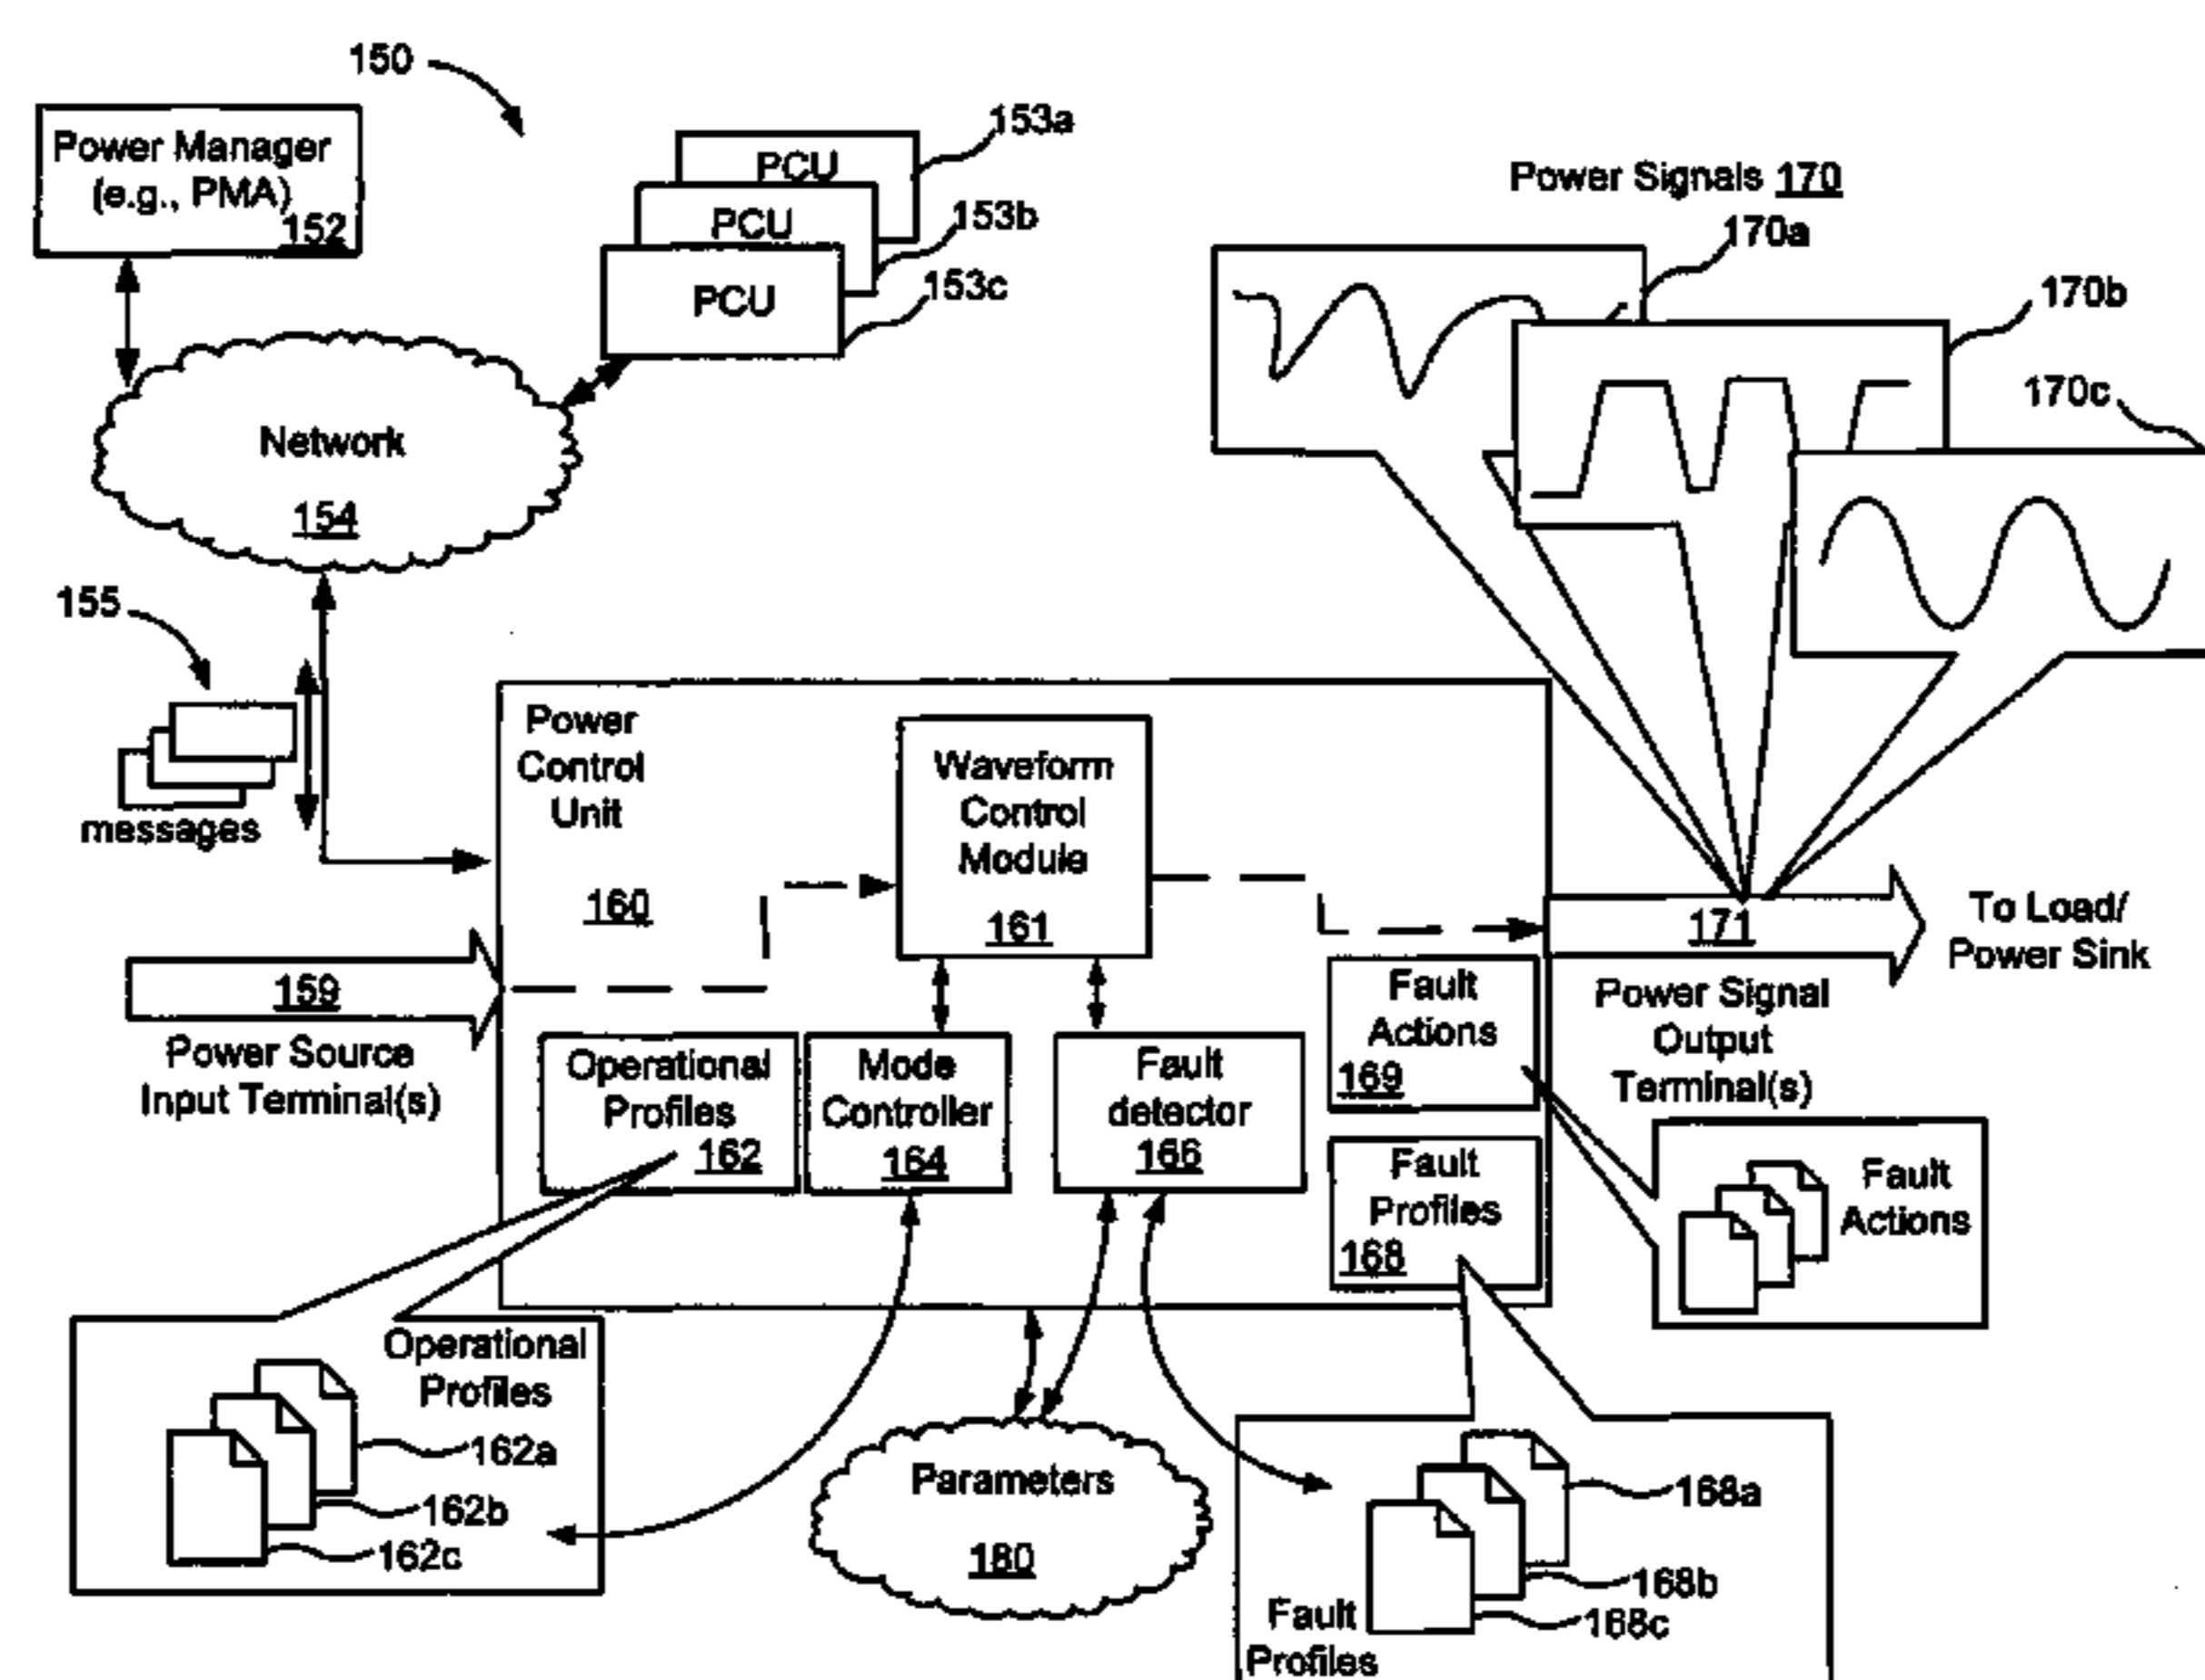 150
Power Manager
(e.g., PMA)
152
PCU
153a
PCU
153b
PCU
153c
Network
154
155
messages
Power Signals 170
170a
170b
170c
Power
Control
Unit
160
Waveform
Control
Module
161
159
Power Source
Input Terminal(s)
171
To Load/
Power Sink
Power Signal
Output
Terminal(s)
Operational
Profiles
162
Mode
Controller
164
Fault
detector
166
Fault
Actions
169
Fault
Profiles
168
Fault
Actions
Operational
Profiles
162a
162b
162c
Parameters
180
168a
168b
168c
Fault
Profiles